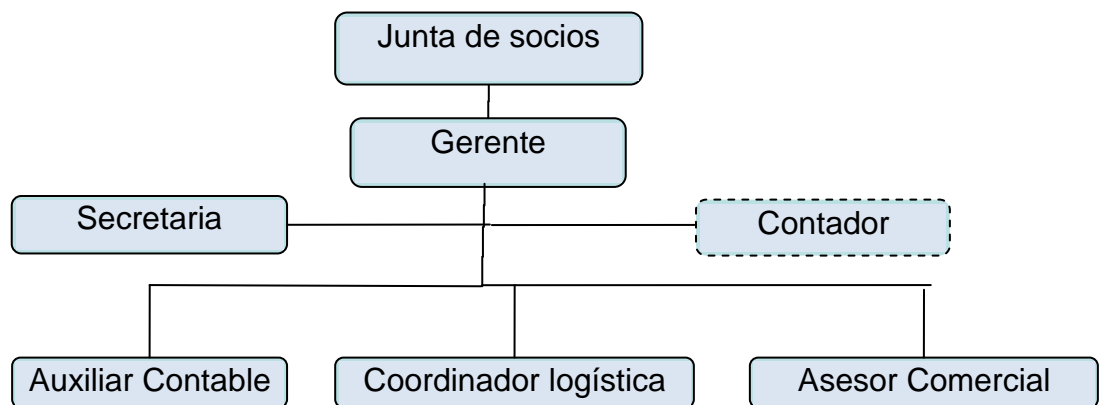 Junta de socios
Gerente
Secretaria
Contador
Auxiliar Contable
Coordinador logística
Asesor Comercial